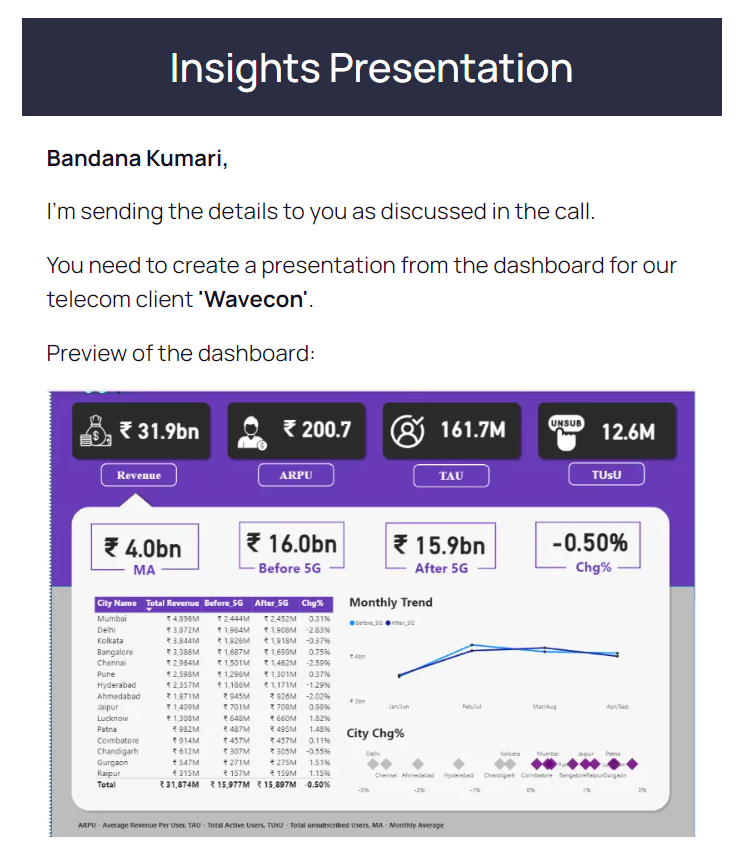 Insights Presentation
Bandana Kumari,
I'm sending the details to you as discussed in the call.
You need to create a presentation from the dashboard for our
telecom client 'Wavecon'.
Preview of the dashboard:
₹ 31.9bn
₹ 200.7
161.7M
UNSUB
12.6M
Revenue
ARPU
TAU
TUsU
₹ 4.0bn
₹ 16.0bn
₹ 15.9bn
-0.50%
MA
Before 5G
After 5G
Chg%
City Name Total Revenue Before_5G After_5G Chg%
Mumbai ₹ 4,896M ₹ 2,444M ₹ 2,452M 0.31%
Delhi ₹ 3,872M ₹ 1,964M ₹ 1,908M -2.83%
Kolkata ₹ 3,844M ₹ 1,926M ₹ 1,918M -0.37%
Bangalore ₹ 3,386M ₹ 1,687M ₹ 1,699M 0.75%
Chennai ₹ 2,964M ₹ 1,501M ₹ 1,462M -2.59%
Pune ₹ 2,598M ₹ 1,296M ₹ 1,301M 0.37%
Hyderabad ₹ 2,357M ₹ 1,186M ₹ 1,171M -1.29%
Ahmedabad ₹ 1,871M ₹ 945M ₹ 926M -2.02%
Jaipur ₹ 1,409M ₹ 701M ₹ 708M 0.98%
Lucknow ₹ 1,308M ₹ 648M ₹ 660M 1.82%
Patna ₹ 982M ₹ 487M ₹ 495M 1.48%
Coimbatore ₹ 914M ₹ 457M ₹ 457M 0.11%
Chandigarh ₹ 612M ₹ 307M ₹ 305M -0.55%
Gurgaon ₹ 547M ₹ 271M ₹ 275M 1.51%
Raipur ₹ 315M ₹ 157M ₹ 159M 1.15%
Total ₹ 31,874M ₹ 15,977M ₹ 15,897M -0.50%
Monthly Trend
Before_5G After_5G
₹ 4bn
₹ 3bn
Jan/Jun Feb/Jul Mar/Aug Apr/Sep
City Chg%
Delhi Kolkata Mumbai Jaipur Patna
Chennai Ahmedabad Hyderabad Chandigarh Coimbatore Bangalore Raipur Gurgaon
-3% -2% -1% 0% 1% 2%
ARPU - Average Revenue Per User, TAU - Total Active Users, TUsU - Total unsubscribed Users, MA - Monthly Average